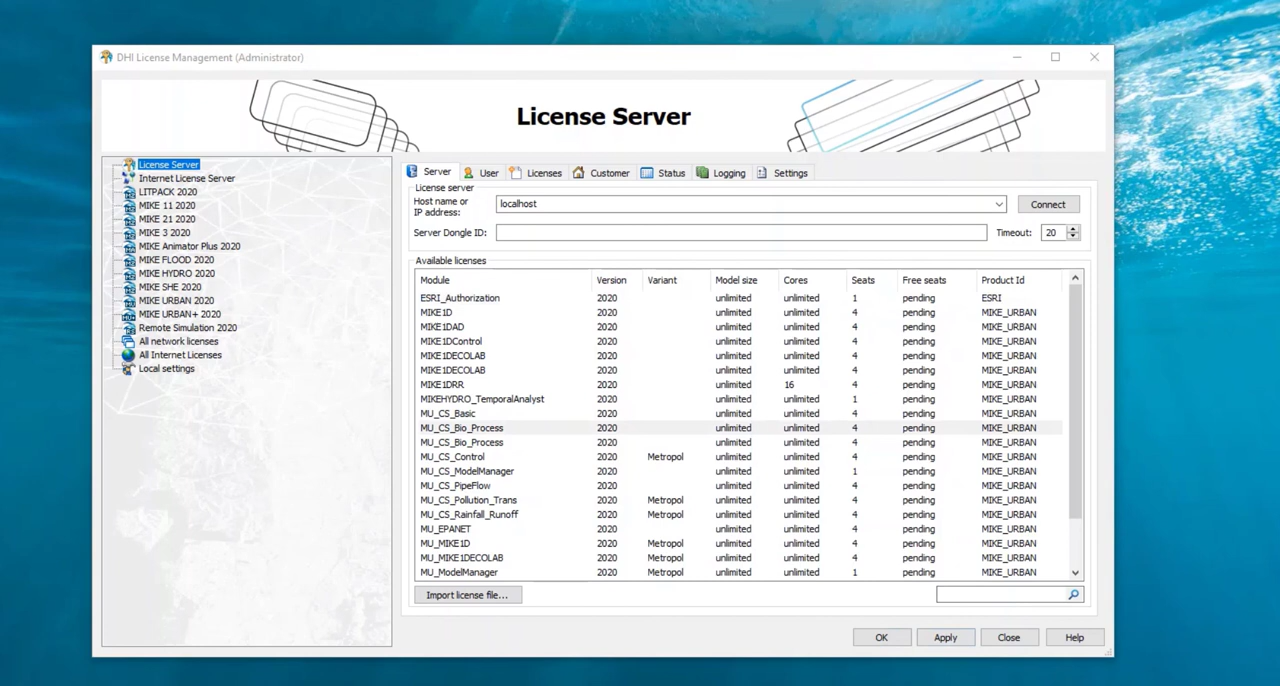 DHI License Management (Administrator)
License Server
License Server
Internet License Server
LITPACK 2020
MIKE 11 2020
MIKE 21 2020
MIKE 3 2020
MIKE Animator Plus 2020
MIKE FLOOD 2020
MIKE HYDRO 2020
MIKE SHE 2020
MIKE URBAN 2020
MIKE URBAN+ 2020
Remote Simulation 2020
All network licenses
All Internet Licenses
Local settings
Server User Licenses Customer Status Logging Settings
License server
Host name or
IP address:
localhost
Connect
Server Dongle ID:
Timeout: 20
Available licenses
Module Version Variant Model size Cores Seats Free seats Product Id
ESRI_Authorization 2020 unlimited unlimited 1 pending ESRI
MIKE1D 2020 unlimited unlimited 4 pending MIKE_URBAN
MIKE1DAD 2020 unlimited unlimited 4 pending MIKE_URBAN
MIKE1DControl 2020 unlimited unlimited 4 pending MIKE_URBAN
MIKE1DECOLAB 2020 unlimited unlimited 4 pending MIKE_URBAN
MIKE1DECOLAB 2020 unlimited unlimited 4 pending MIKE_URBAN
MIKE1DRR 2020 unlimited 16 4 pending MIKE_URBAN
MIKEHYDRO_TemporalAnalyst 2020 unlimited unlimited 1 pending MIKE_URBAN
MU_CS_Basic 2020 unlimited unlimited 4 pending MIKE_URBAN
MU_CS_Bio_Process 2020 unlimited unlimited 4 pending MIKE_URBAN
MU_CS_Bio_Process 2020 unlimited unlimited 4 pending MIKE_URBAN
MU_CS_Control 2020 Metropol unlimited unlimited 4 pending MIKE_URBAN
MU_CS_ModelManager 2020 unlimited unlimited 1 pending MIKE_URBAN
MU_CS_PipeFlow 2020 unlimited unlimited 4 pending MIKE_URBAN
MU_CS_Pollution_Trans 2020 Metropol unlimited unlimited 4 pending MIKE_URBAN
MU_CS_Rainfall_Runoff 2020 Metropol unlimited unlimited 4 pending MIKE_URBAN
MU_EPANET 2020 unlimited unlimited 4 pending MIKE_URBAN
MU_MIKE1D 2020 Metropol unlimited unlimited 4 pending MIKE_URBAN
MU_MIKE1DECOLAB 2020 Metropol unlimited unlimited 4 pending MIKE_URBAN
MU_ModelManager 2020 Metropol unlimited unlimited 1 pending MIKE_URBAN
Import license file...
OK Apply Close Help